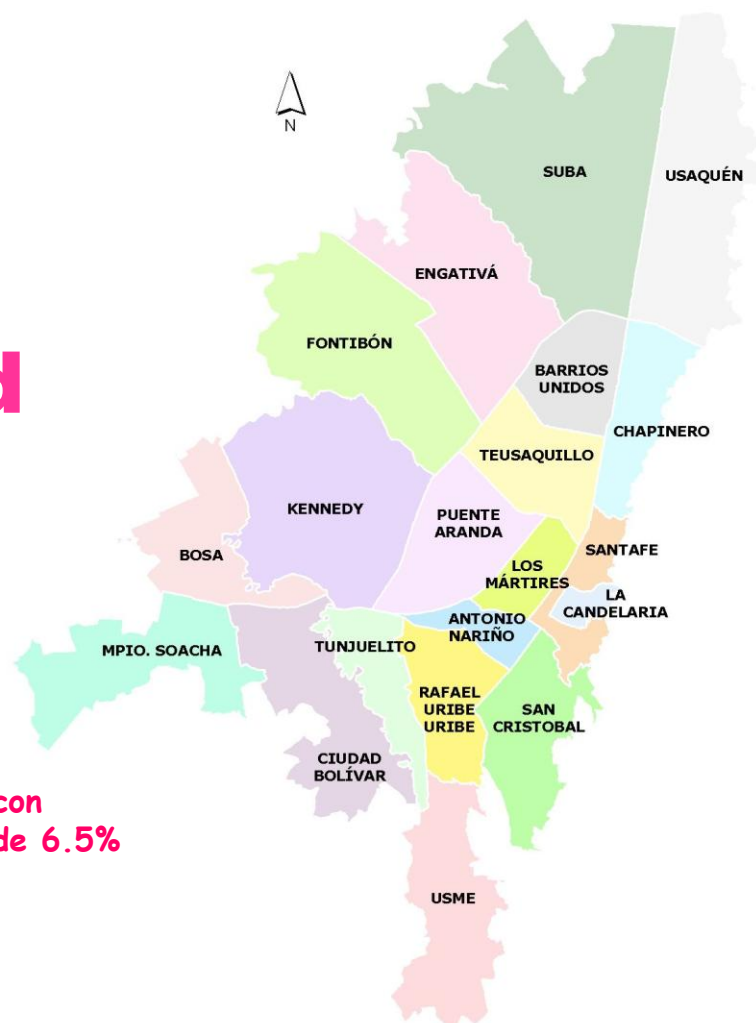 N
SUBA
USAQUÉN
ENGATIVÁ
FONTIBÓN
BARRIOS
UNIDOS
CHAPINERO
TEUSAQUILLO
KENNEDY
PUENTE
ARANDA
BOSA
SANTAFE
LOS
MÁRTIRES
LA
CANDELARIA
ANTONIO
NARIÑO
MPIO. SOACHA
TUNJUELITO
RAFAEL
URIBE
URIBE
SAN
CRISTOBAL
CIUDAD
BOLÍVAR
con
de 6.5%
USME